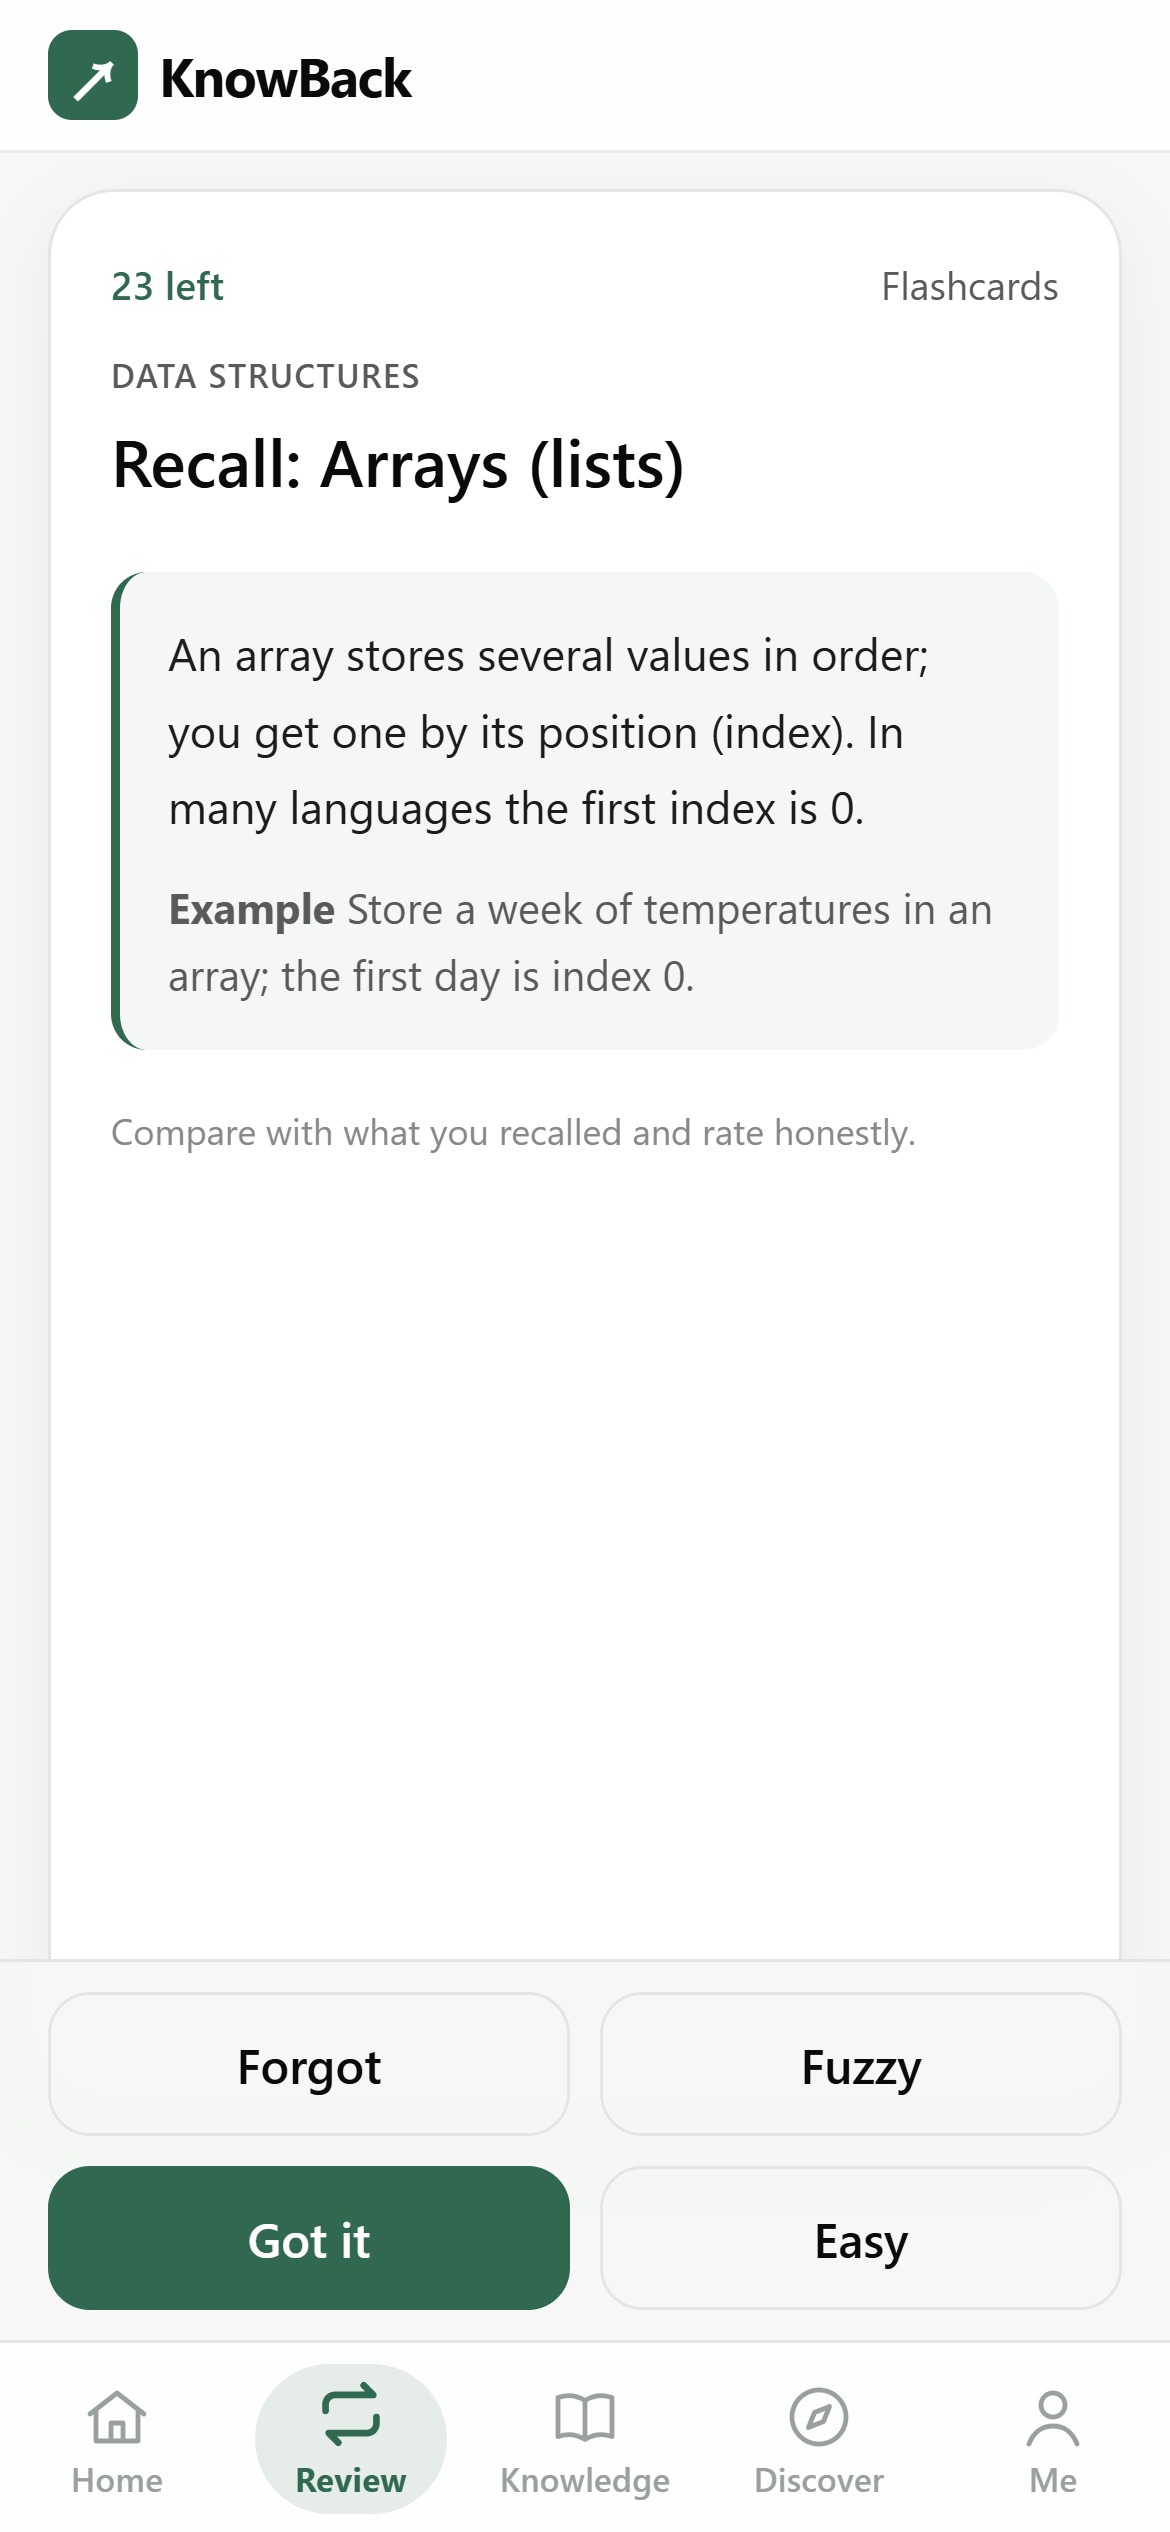 KnowBack
23 left
Flashcards
DATA STRUCTURES
Recall: Arrays (lists)
An array stores several values in order;
you get one by its position (index). In
many languages the first index is 0.
Example Store a week of temperatures in an
array; the first day is index 0.
Compare with what you recalled and rate honestly.
Forgot
Fuzzy
Got it
Easy
Home
Review
Knowledge
Discover
Me